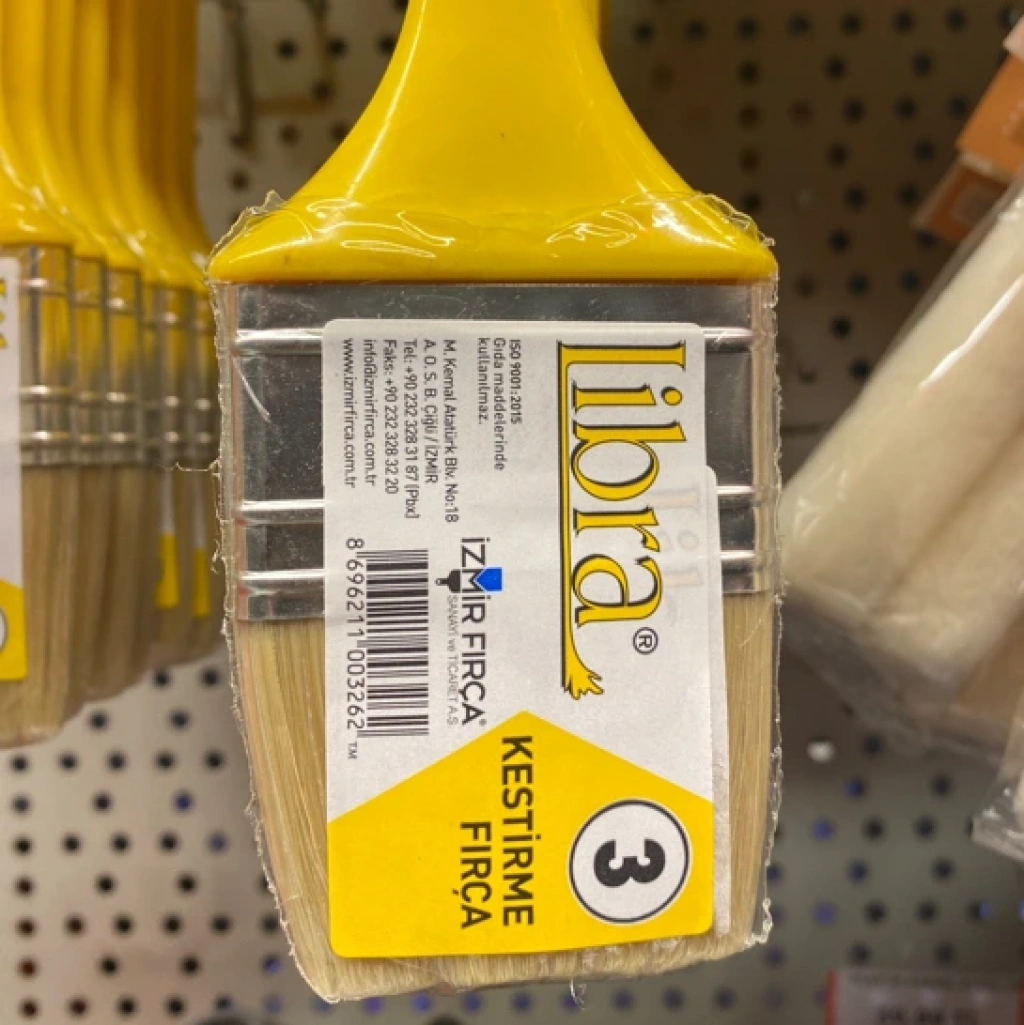 libra®
ISO 9001:2015
Gıda maddelerinde
kullanılmaz.
M. Kemal Atatürk Blv. No:18
A. O. S. B. Çiğli / İZMİR
Tel: +90 232 328 31 87 (Pbx)
Faks: +90 232 328 32 20
info@izmirfirca.com.tr
www.izmirfirca.com.tr
İZMİR FIRÇA®
SANAYİ ve TİCARET A.Ş.
8 696211 003262 ™
3
KESTİRME
FIRÇA